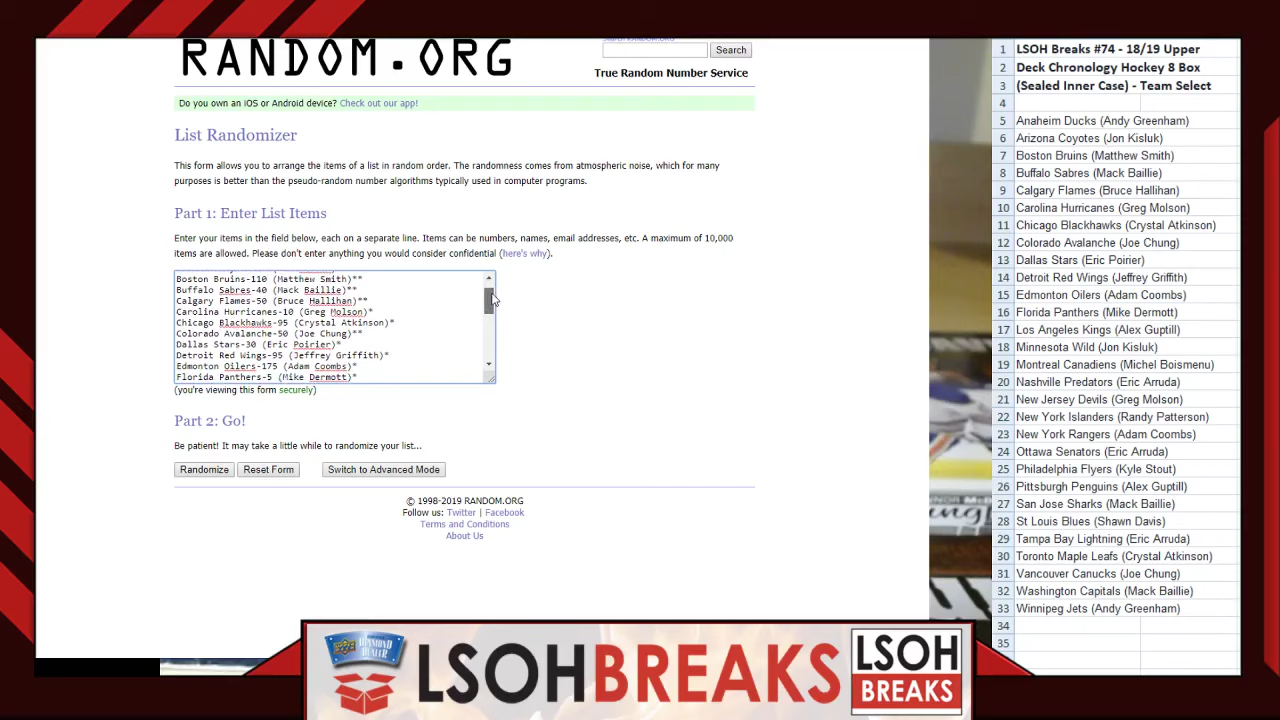 RANDOM.ORG
Search
True Random Number Service
Do you own an iOS or Android device? Check out our app!
List Randomizer
This form allows you to arrange the items of a list in random order. The randomness comes from atmospheric noise, which for many
purposes is better than the pseudo-random number algorithms typically used in computer programs.
Part 1: Enter List Items
Enter your items in the field below, each on a separate line. Items can be numbers, names, email addresses, etc. A maximum of 10,000
items are allowed. Please don't enter anything you would consider confidential (here's why).
Boston Bruins-110 (Matthew Smith)**
Buffalo Sabres-40 (Mack Baillie)**
Calgary Flames-50 (Bruce Hallihan)**
Carolina Hurricanes-10 (Greg Molson)*
Chicago Blackhawks-95 (Crystal Atkinson)*
Colorado Avalanche-50 (Joe Chung)**
Dallas Stars-30 (Eric Poirier)*
Detroit Red Wings-95 (Jeffrey Griffith)*
Edmonton Oilers-175 (Adam Coombs)*
Florida Panthers-5 (Mike Dermott)*
(you're viewing this form securely)
Part 2: Go!
Be patient! It may take a little while to randomize your list...
Randomize
Reset Form
Switch to Advanced Mode
© 1998-2019 RANDOM.ORG
Follow us: Twitter | Facebook
Terms and Conditions
About Us
1 LSOH Breaks #74 - 18/19 Upper
2 Deck Chronology Hockey 8 Box
3 (Sealed Inner Case) - Team Select
4
5 Anaheim Ducks (Andy Greenham)
6 Arizona Coyotes (Jon Kisluk)
7 Boston Bruins (Matthew Smith)
8 Buffalo Sabres (Mack Baillie)
9 Calgary Flames (Bruce Hallihan)
10 Carolina Hurricanes (Greg Molson)
11 Chicago Blackhawks (Crystal Atkinson)
12 Colorado Avalanche (Joe Chung)
13 Dallas Stars (Eric Poirier)
14 Detroit Red Wings (Jeffrey Griffith)
15 Edmonton Oilers (Adam Coombs)
16 Florida Panthers (Mike Dermott)
17 Los Angeles Kings (Alex Guptill)
18 Minnesota Wild (Jon Kisluk)
19 Montreal Canadiens (Michel Boismenu)
20 Nashville Predators (Eric Arruda)
21 New Jersey Devils (Greg Molson)
22 New York Islanders (Randy Patterson)
23 New York Rangers (Adam Coombs)
24 Ottawa Senators (Eric Arruda)
25 Philadelphia Flyers (Kyle Stout)
26 Pittsburgh Penguins (Alex Guptill)
27 San Jose Sharks (Mack Baillie)
28 St Louis Blues (Shawn Davis)
29 Tampa Bay Lightning (Eric Arruda)
30 Toronto Maple Leafs (Crystal Atkinson)
31 Vancouver Canucks (Joe Chung)
32 Washington Capitals (Mack Baillie)
33 Winnipeg Jets (Andy Greenham)
34
35
DIAMOND
DEALER
LSOHBREAKS
LSOH
BREAKS